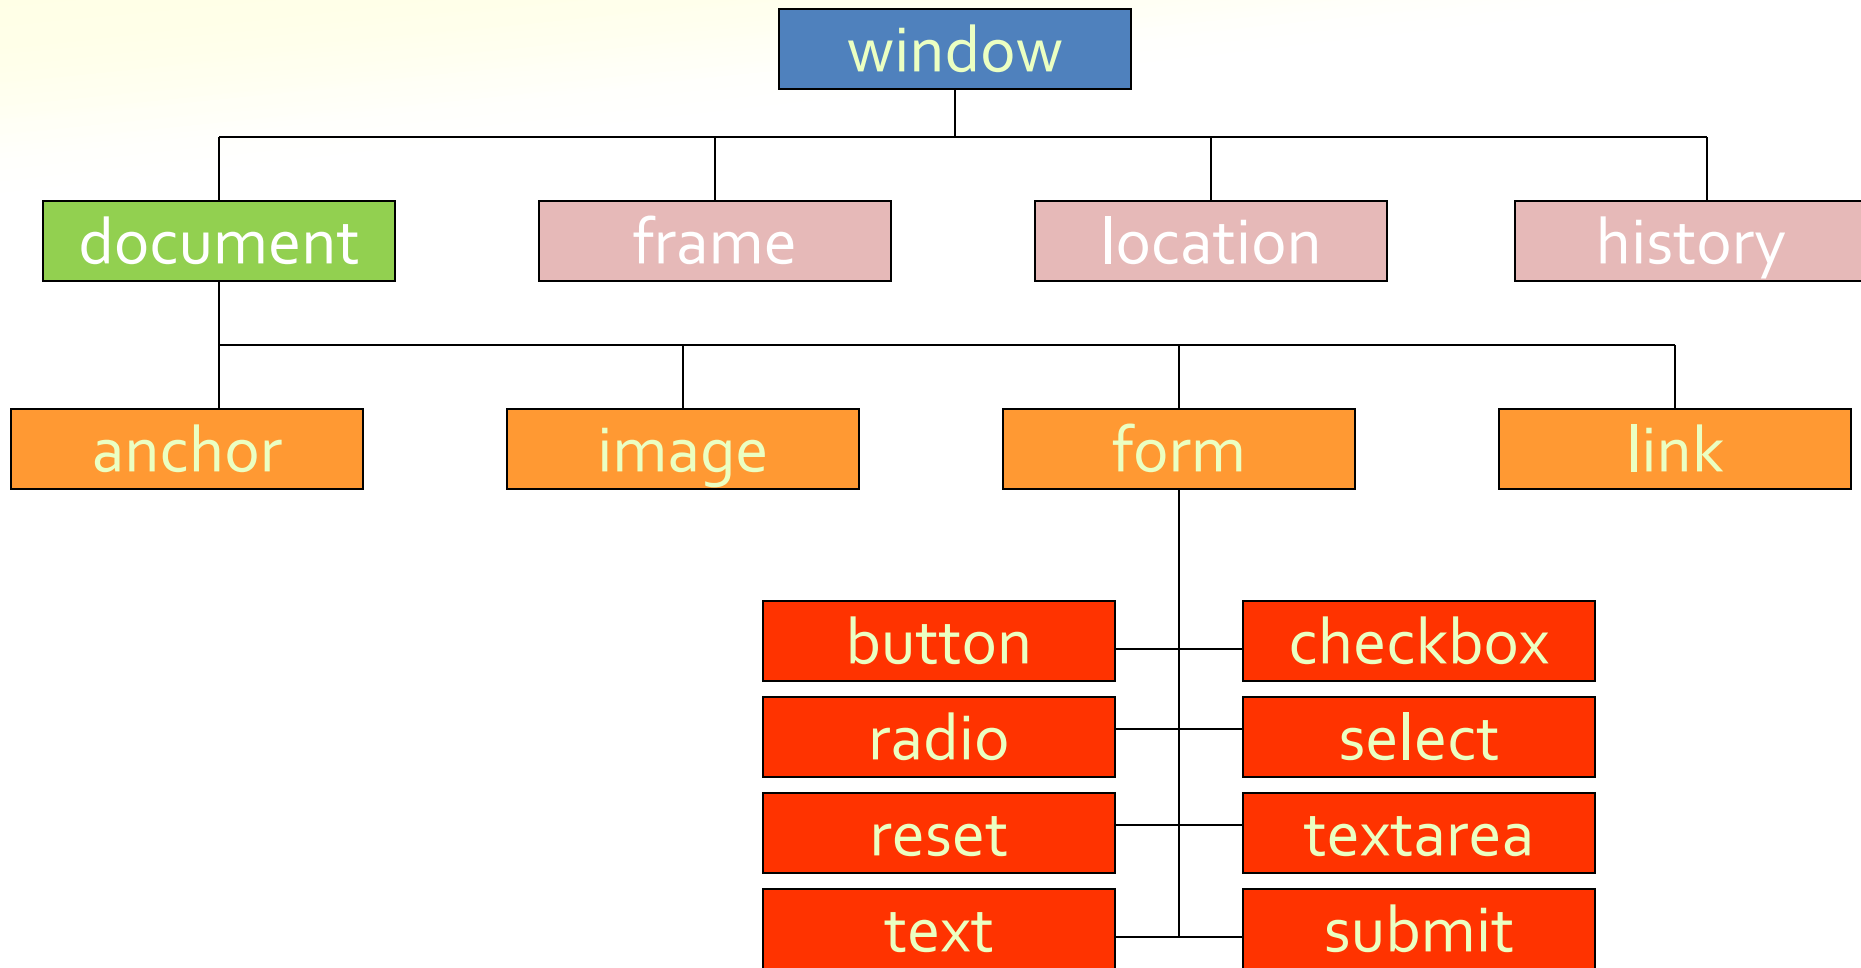 window
document
frame
location
history
anchor
image
form
link
button
checkbox
radio
select
reset
textarea
text
submit